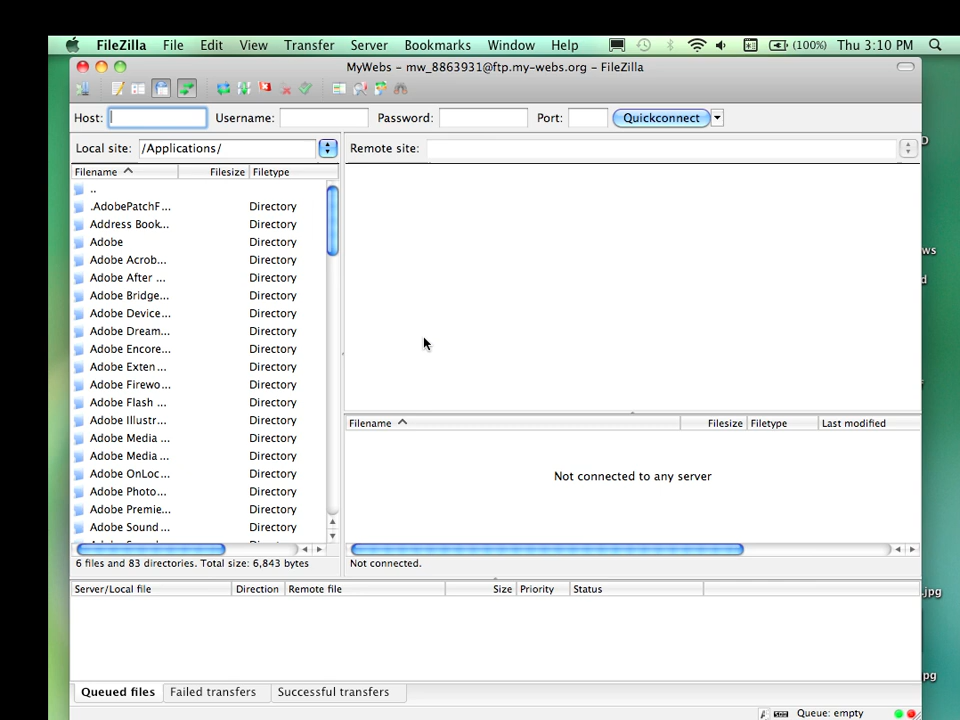 FileZilla File Edit View Transfer Server Bookmarks Window Help (100%) Thu 3:10 PM
MyWebs - mw_8863931@ftp.my-webs.org - FileZilla
Host: Username: Password: Port: Quickconnect
Local site: /Applications/ Remote site:
Filename Filesize Filetype
..
.AdobePatchF... Directory
Address Book... Directory
Adobe Directory
Adobe Acrob... Directory
Adobe After ... Directory
Adobe Bridge... Directory
Adobe Device... Directory
Adobe Dream... Directory
Adobe Encore... Directory
Adobe Exten ... Directory
Adobe Firewo... Directory
Adobe Flash ... Directory
Adobe Illustr... Directory
Adobe Media ... Directory
Adobe Media ... Directory
Adobe OnLoc... Directory
Adobe Photo... Directory
Adobe Premie... Directory
Adobe Sound ... Directory
6 files and 83 directories. Total size: 6,843 bytes
Filename Filesize Filetype Last modified
Not connected to any server
Not connected.
ws
d
.jpg
pg
Server/Local file Direction Remote file Size Priority Status
Queued files Failed transfers Successful transfers
Queue: empty